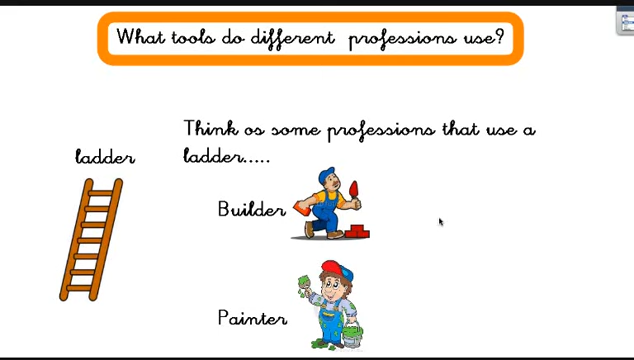 What tools do different professions use?
Think os some professions that use a
ladder.....
ladder
Builder
Painter